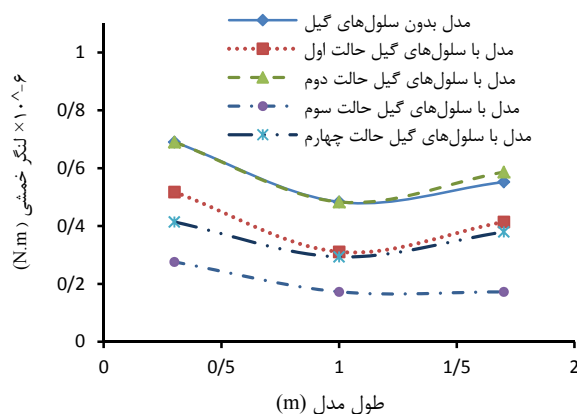 مدل بدون سلول‌های گیل
مدل با سلول‌های گیل حالت اول
مدل با سلول‌های گیل حالت دوم
مدل با سلول‌های گیل حالت سوم
مدل با سلول‌های گیل حالت چهارم
1
0/8
0/6
0/4
0/2
0
لنگر خمشی ×۱۰^-۶
(N.m)
0
0/5
1
1/5
2
طول مدل (m)